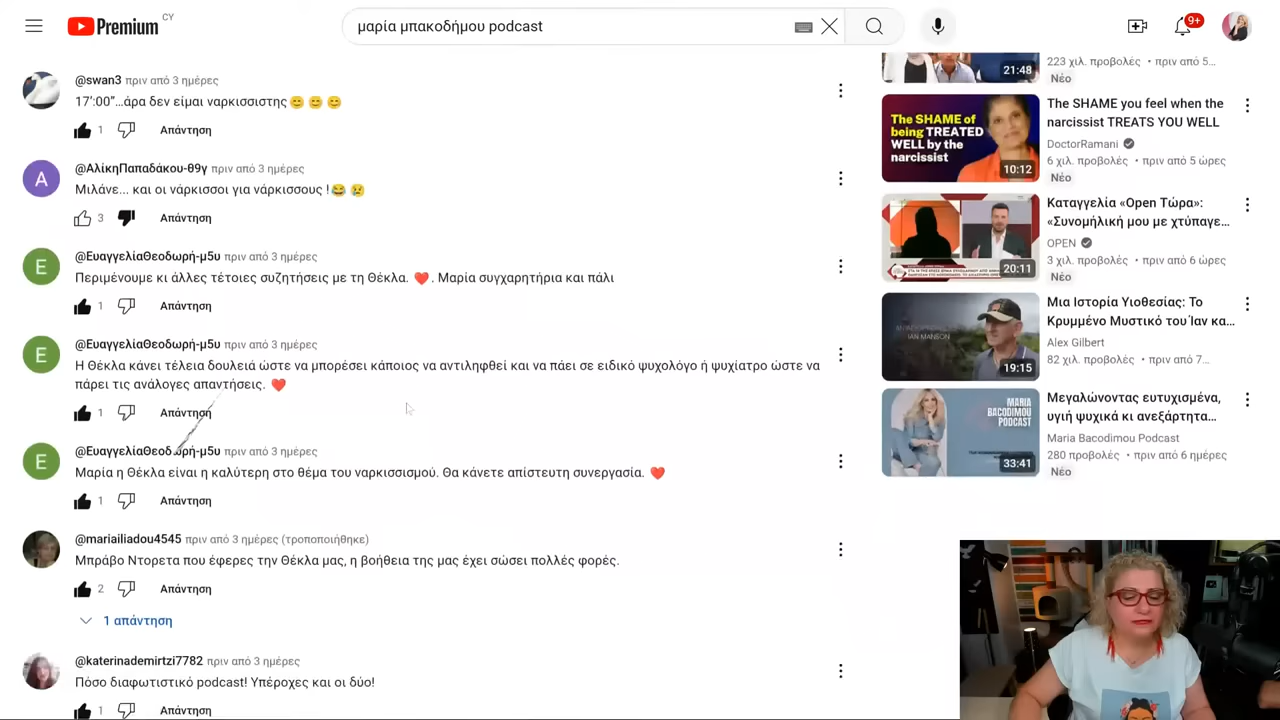 Premium CY
μαρία μπακοδήμου podcast
9+
@swan3 πριν από 3 ημέρες
17':00"…άρα δεν είμαι ναρκισσιστης😊 😊 😊
1 Απάντηση
A
@ΑλίκηΠαπαδάκου-θ9γ πριν από 3 ημέρες
Μιλάνε... και οι νάρκισσοι για νάρκισσους !😂 😢
3 Απάντηση
E
@ΕυαγγελίαΘεοδωρή-μ5υ πριν από 3 ημέρες
Περιμένουμε κι άλλες τέτοιες συζητήσεις με τη Θέκλα. ❤️ . Μαρία συγχαρητήρια και πάλι
1 Απάντηση
E
@ΕυαγγελίαΘεοδωρή-μ5υ πριν από 3 ημέρες
Η Θέκλα κάνει τέλεια δουλειά ώστε να μπορέσει κάποιος να αντιληφθεί και να πάει σε ειδικό ψυχολόγο ή ψυχίατρο ώστε να
πάρει τις ανάλογες απαντήσεις. ❤️
1 Απάντηση
E
@ΕυαγγελίαΘεοδωρή-μ5υ πριν από 3 ημέρες
Μαρία η Θέκλα είναι η καλύτερη στο θέμα του ναρκισσισμού. Θα κάνετε απίστευτη συνεργασία. ❤️
1 Απάντηση
@mariailiadou4545 πριν από 3 ημέρες (τροποποιήθηκε)
Μπράβο Ντορετα που έφερες την Θέκλα μας, η βοήθεια της μας έχει σώσει πολλές φορές.
2 Απάντηση
1 απάντηση
@katerinademirtzi7782 πριν από 3 ημέρες
Πόσο διαφωτιστικό podcast! Υπέροχες και οι δύο!
1 Απάντηση
21:48
223 χιλ. προβολές • πριν από 5…
Νέο
The SHAME of
being TREATED
WELL by the
narcissist
10:12
The SHAME you feel when the
narcissist TREATS YOU WELL
DoctorRamani
6 χιλ. προβολές • πριν από 5 ώρες
Νέο
20:11
Καταγγελία «Open Τώρα»:
«Συνομήλική μου με χτύπαγε…
OPEN
3 χιλ. προβολές • πριν από 6 ώρες
Νέο
IAN MANSON
19:15
Μια Ιστορία Υιοθεσίας: Το
Κρυμμένο Μυστικό του Ίαν κα…
Alex Gilbert
82 χιλ. προβολές • πριν από 7…
MARIA
BACODIMOU
PODCAST
33:41
Μεγαλώνοντας ευτυχισμένα,
υγιή ψυχικά κι ανεξάρτητα…
Maria Bacodimou Podcast
280 προβολές • πριν από 6 ημέρες
Νέο